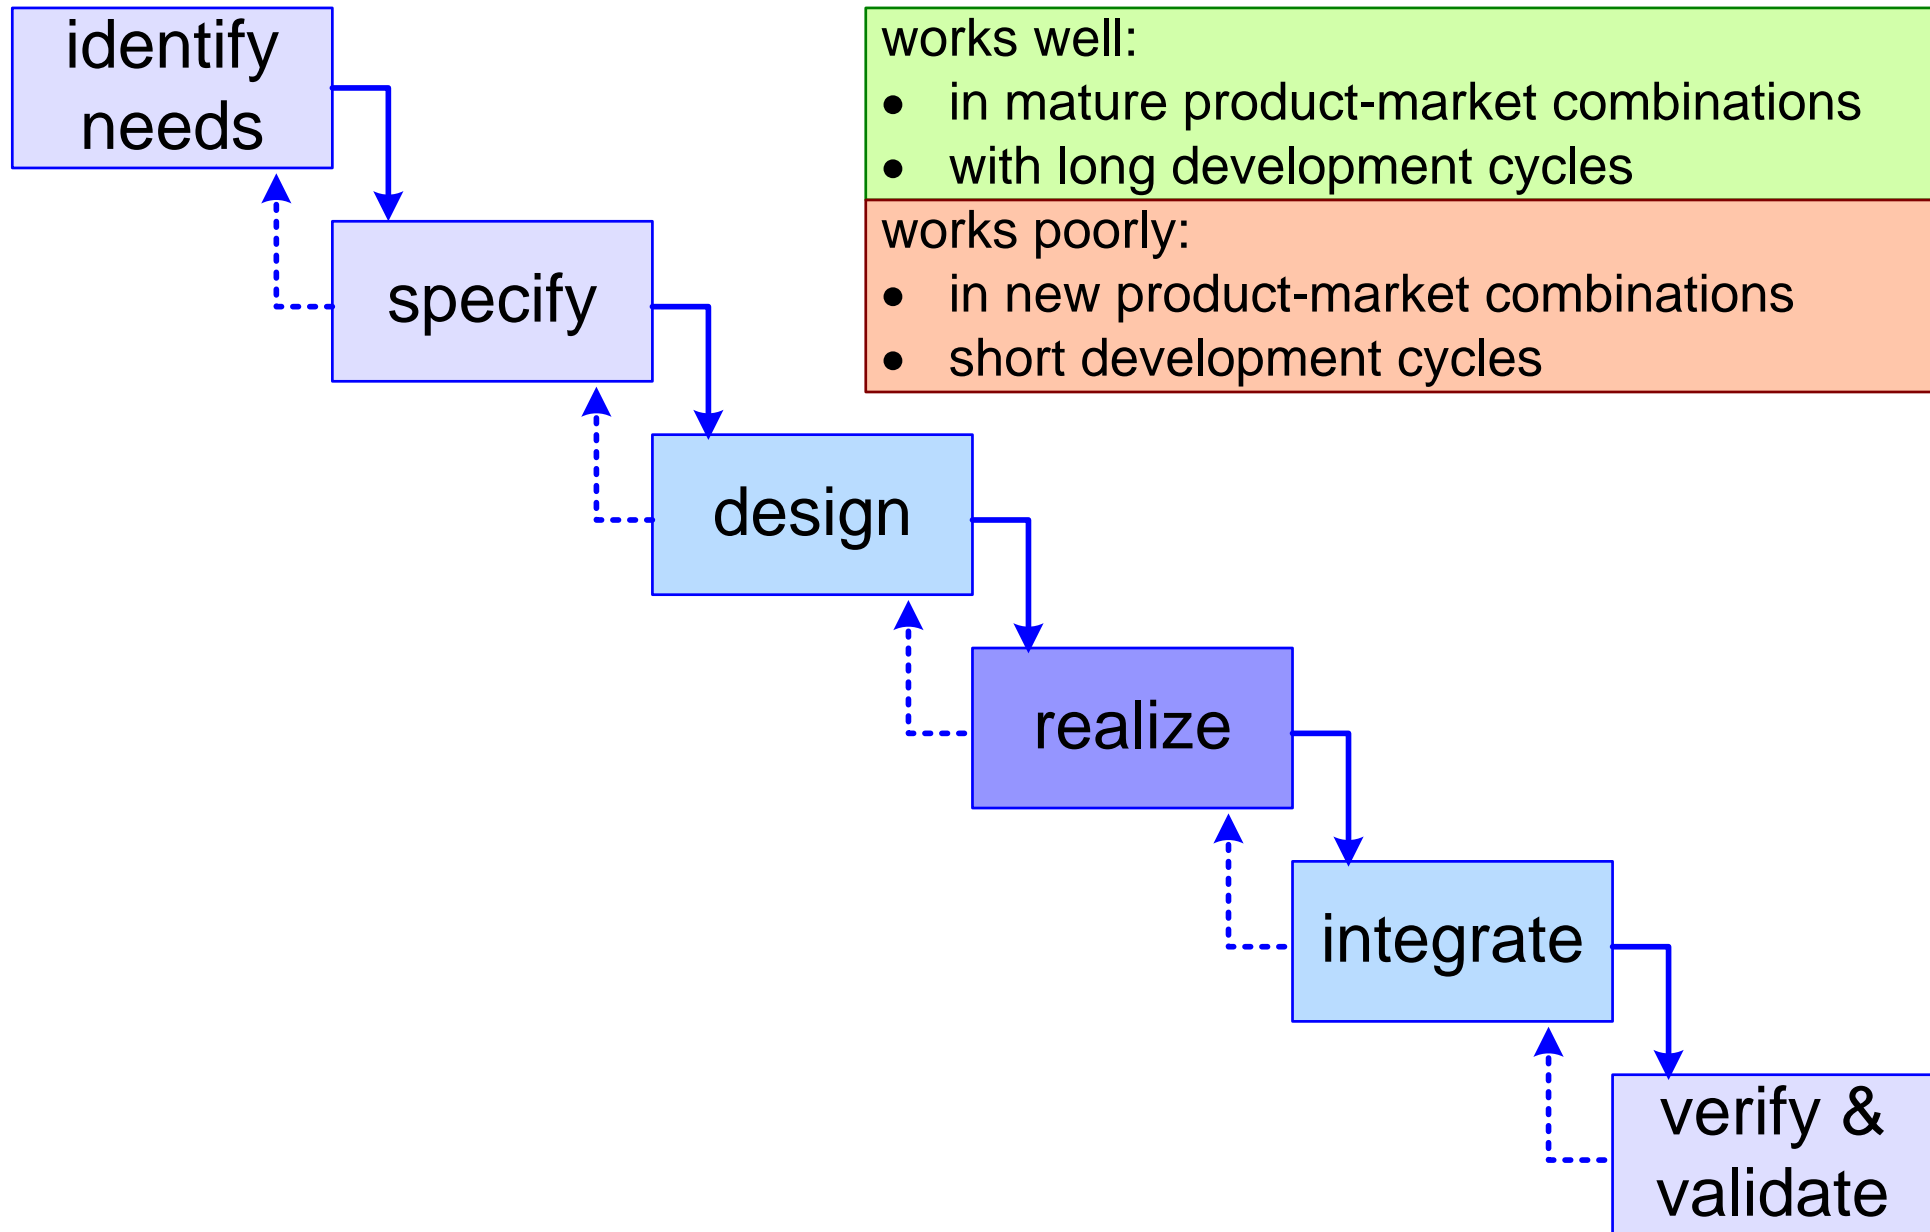 identify
needs
works well:
• in mature product-market combinations
• with long development cycles
works poorly:
• in new product-market combinations
• short development cycles
specify
design
realize
integrate
verify &
validate